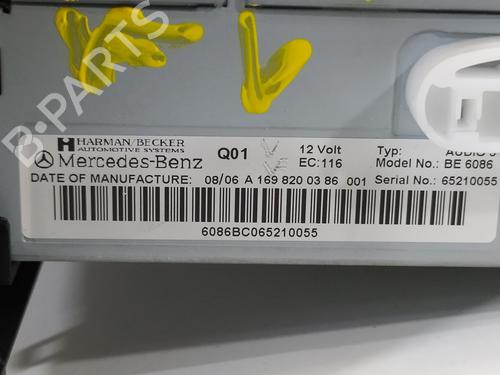 B-PARTS
HARMAN/BECKER
AUTOMOTIVE SYSTEMS
Mercedes-Benz
Q01
12 Volt
EC:116
Typ:
Model No.: BE 6086
DATE OF MANUFACTURE: 08/06 A 169 820 03 86 001 Serial No.: 65210055
6086BC065210055